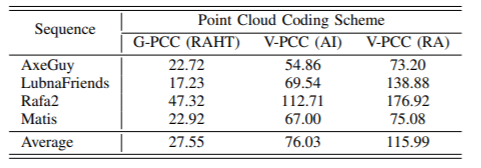 Sequence Point Cloud Coding Scheme
G-PCC (RAHT) V-PCC (AI) V-PCC (RA)
AxeGuy 22.72 54.86 73.20
LubnaFriends 17.23 69.54 138.88
Rafa2 47.32 112.71 176.92
Matis 22.92 67.00 75.08
Average 27.55 76.03 115.99